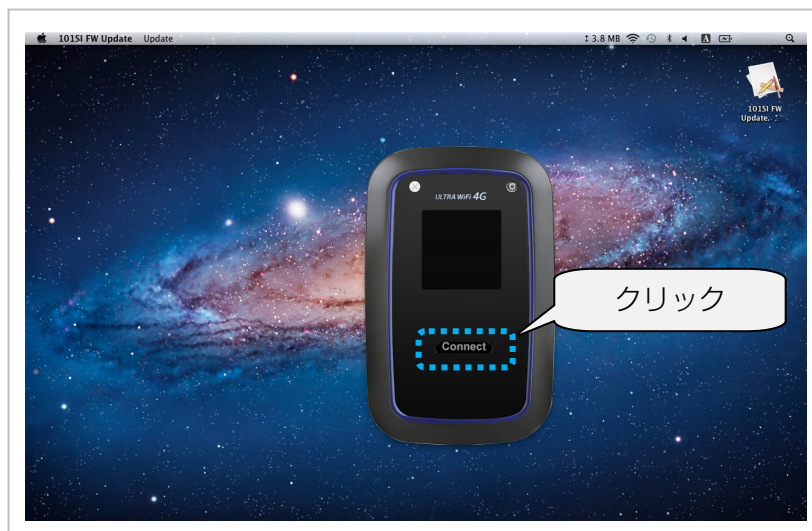 101SI FW Update Update
3.8 MB
101SI FW
Update.
ULTRA WiFi 4G
クリック
Connect